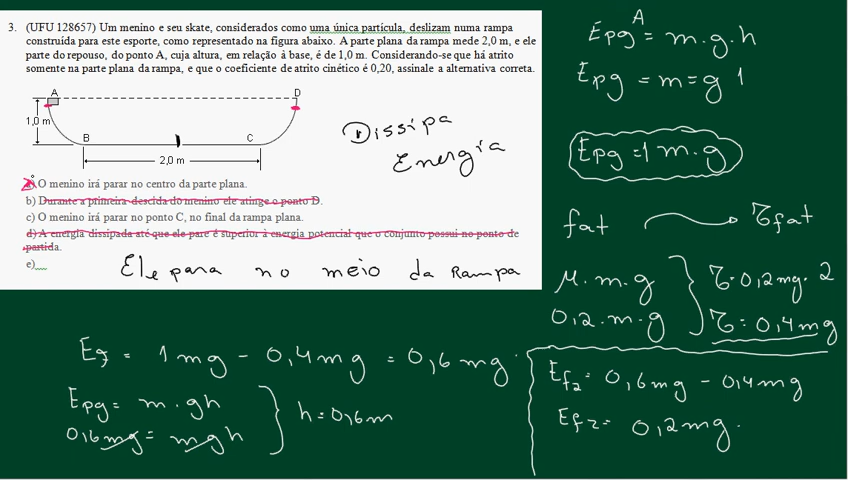 3. (UFU 128657) Um menino e seu skate, considerados como uma única partícula, deslizam numa rampa
construída para este esporte, como representado na figura abaixo. A parte plana da rampa mede 2,0 m, e ele
parte do repouso, do ponto A, cuja altura, em relação à base, é de 1,0 m. Considerando-se que há atrito
somente na parte plana da rampa, e que o coeficiente de atrito cinético é 0,20, assinale a alternativa correta.
A D
1,0 m
B C
2,0 m
a) O menino irá parar no centro da parte plana.
b) Durante a primeira descida do menino ele atinge o ponto D.
c) O menino irá parar no ponto C, no final da rampa plana.
d) A energia dissipada até que ele pare é superior à energia potencial que o conjunto possui no ponto de
partida.
e)
Ele para no meio da Rampa
Dissipa
Energia
A
Epg = m.g.h
Epg = m=g 1
Epg = 1 m.g
fat → τfat
μ.m.g } τ=0,2mg.2
0,2.m.g τ=0,4mg
Ef = 1mg - 0,4mg = 0,6mg.
Epg = m.gh
0,6mg = mgh } h=0,6m
Ef2 = 0,6mg - 0,4mg
Ef2 = 0,2mg.